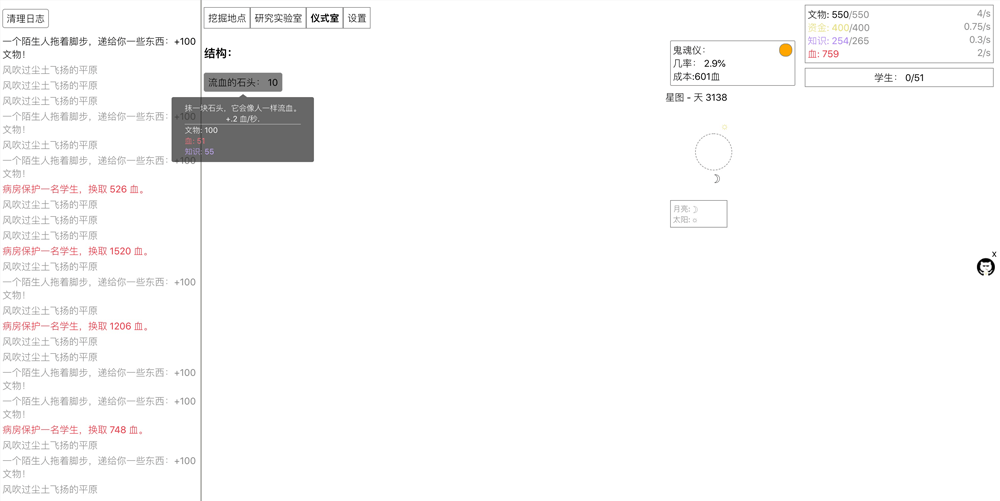 清理日志
一个陌生人拖着脚步，递给你一些东西：+100
文物！
风吹过尘土飞扬的平原
风吹过尘土飞扬的平原
风吹过尘土飞扬的平原
一个陌生人拖着脚步，递给你一些东西：+100
文物！
风吹过尘土飞扬的平原
一个陌生人拖着脚步，递给你一些东西：+100
文物！
病房保护一名学生，换取 526 血。
风吹过尘土飞扬的平原
风吹过尘土飞扬的平原
风吹过尘土飞扬的平原
病房保护一名学生，换取 1520 血。
风吹过尘土飞扬的平原
一个陌生人拖着脚步，递给你一些东西：+100
文物！
风吹过尘土飞扬的平原
病房保护一名学生，换取 1206 血。
风吹过尘土飞扬的平原
风吹过尘土飞扬的平原
一个陌生人拖着脚步，递给你一些东西：+100
文物！
一个陌生人拖着脚步，递给你一些东西：+100
文物！
病房保护一名学生，换取 748 血。
风吹过尘土飞扬的平原
一个陌生人拖着脚步，递给你一些东西：+100
文物！
风吹过尘土飞扬的平原
挖掘地点 研究实验室 仪式室 设置
结构：
流血的石头： 10
抹一块石头，它会像人一样流血。
+.2 血/秒.
文物: 100
血: 51
知识: 55
鬼魂仪：
几率： 2.9%
成本:601血
星图 - 天 3138
月亮: ☽
太阳: ☼
文物: 550/550 4/s
资金: 400/400 0.75/s
知识: 254/265 0.3/s
血: 759 2/s
学生： 0/51
x